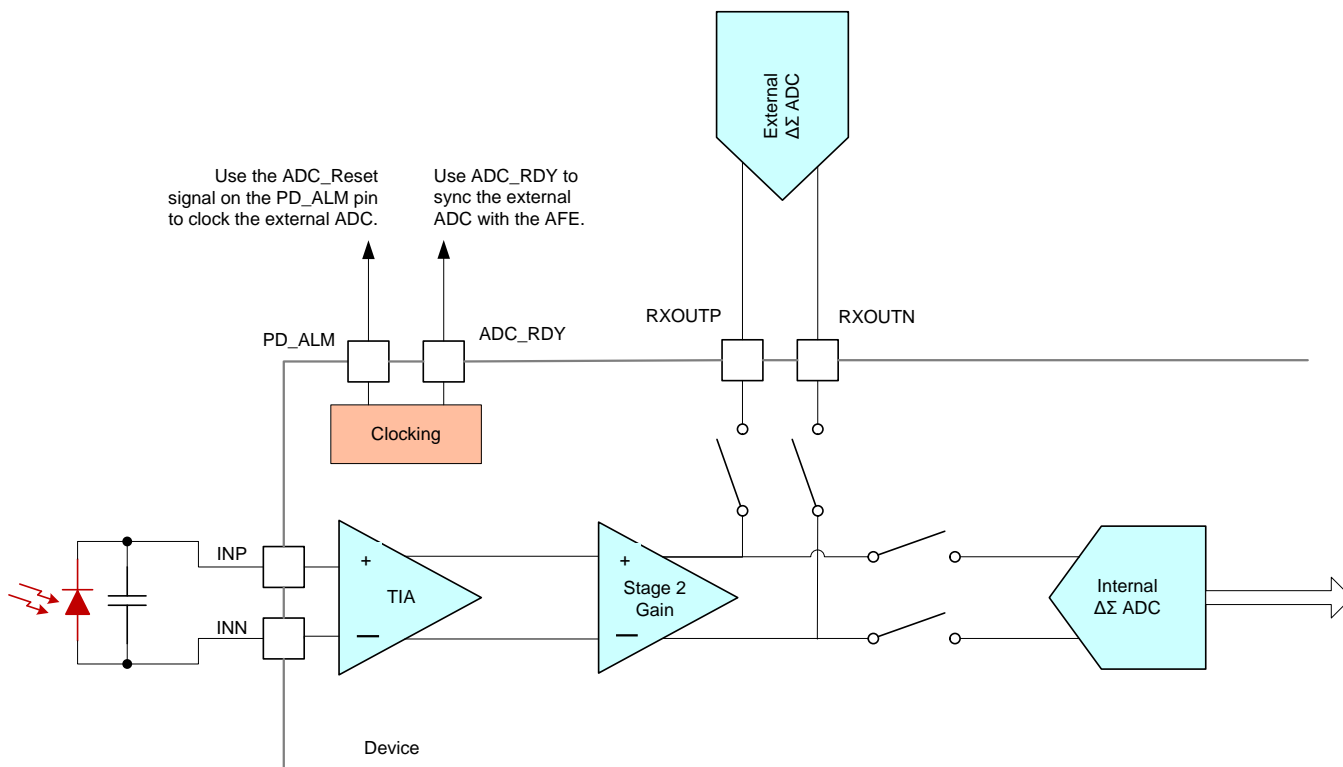 External
ΔΣ ADC
Use the ADC_Reset
signal on the PD_ALM pin
to clock the external ADC.
Use ADC_RDY to
sync the external
ADC with the AFE.
PD_ALM
ADC_RDY
RXOUTP
RXOUTN
Clocking
INP
INN
+
TIA
+
Stage 2
Gain
Internal
ΔΣ ADC
Device